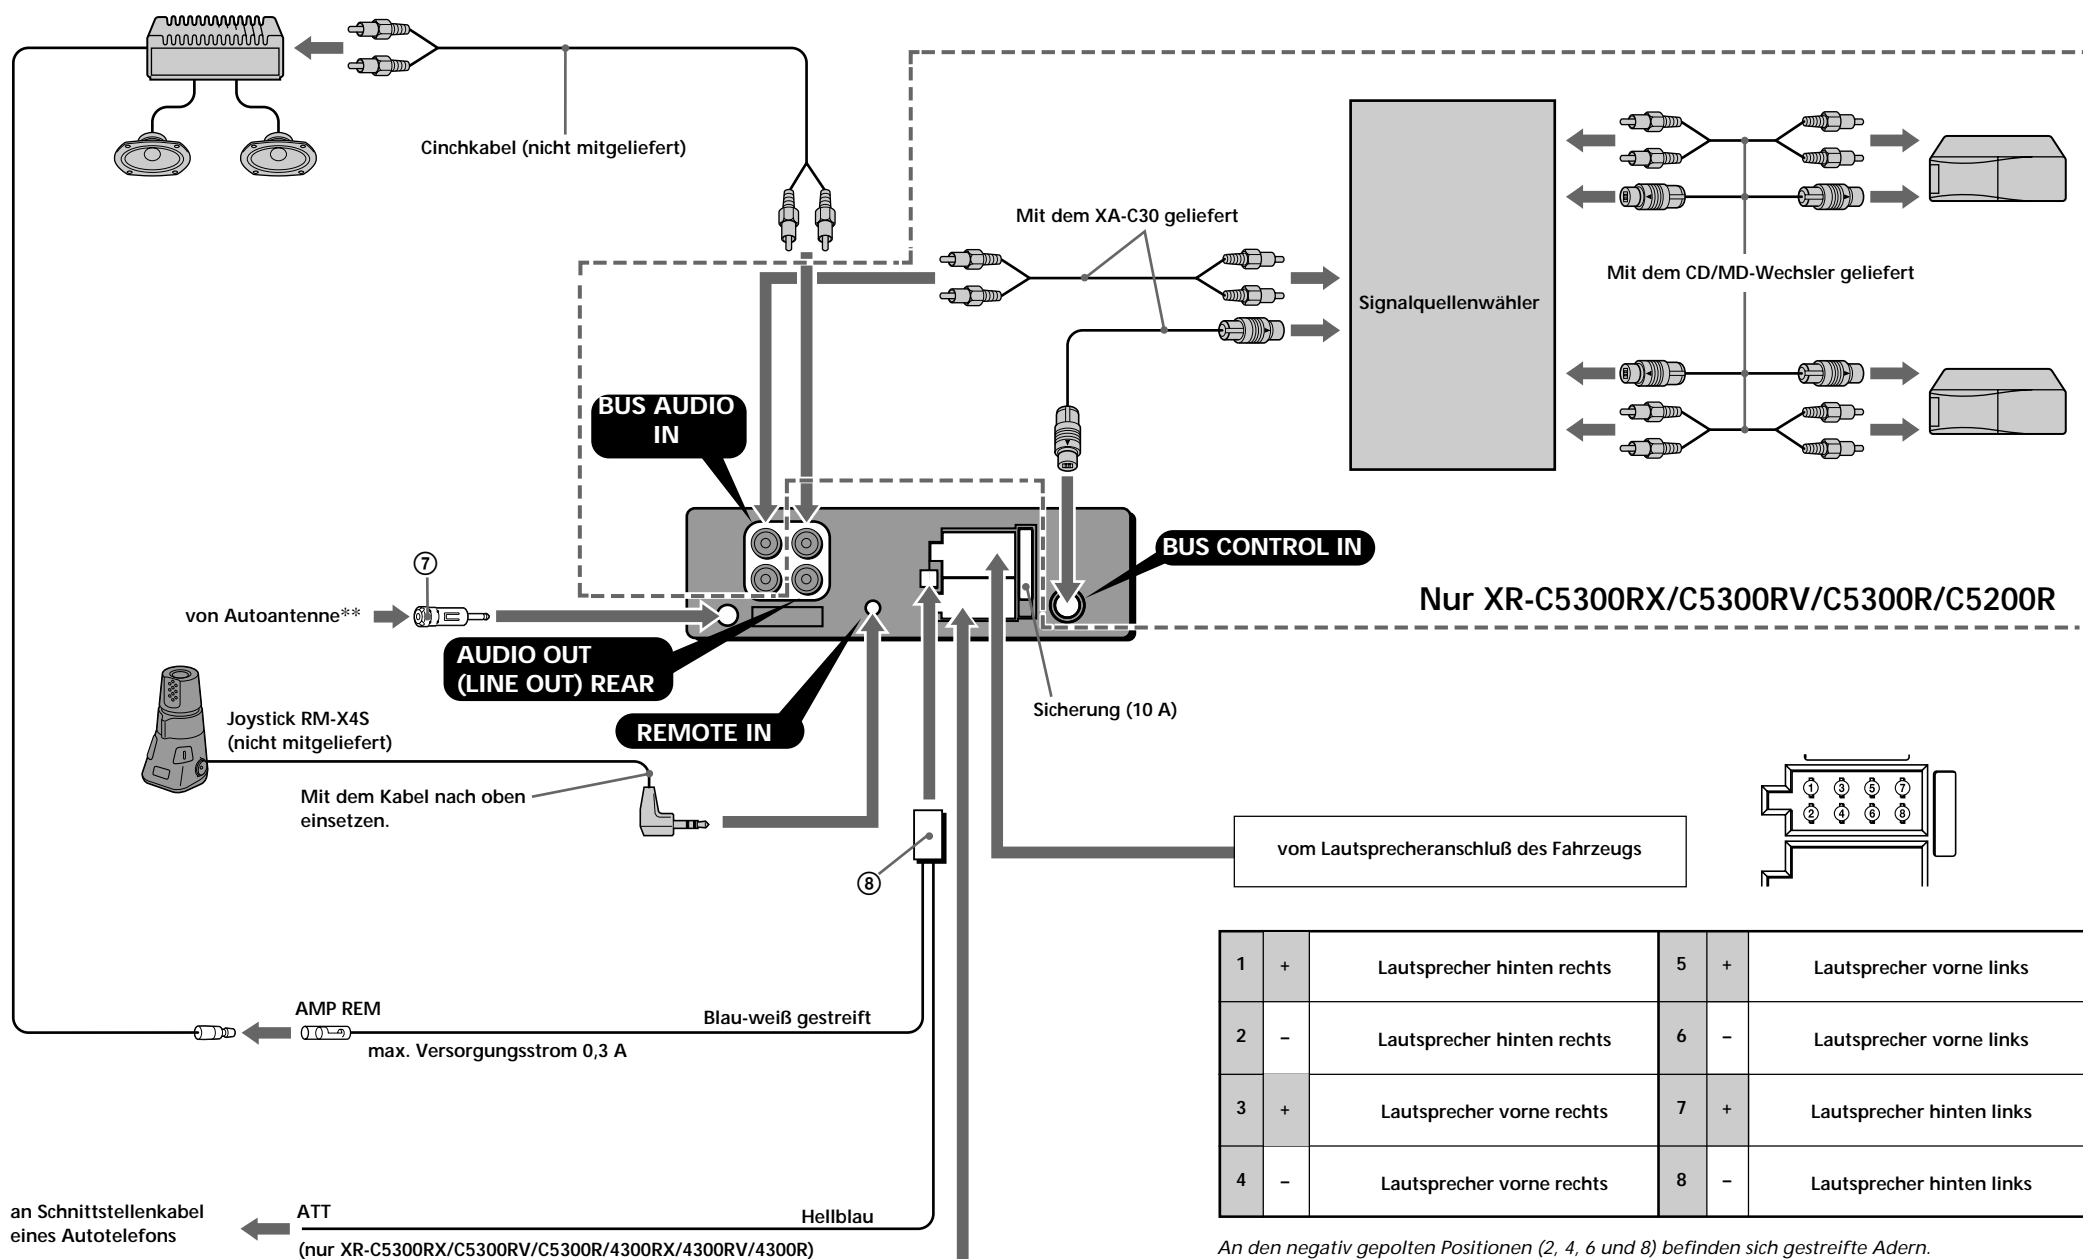 Cinchkabel (nicht mitgeliefert)
Mit dem XA-C30 geliefert
Signalquellenwähler
Mit dem CD/MD-Wechsler geliefert
BUS AUDIO
IN
BUS CONTROL IN
Nur XR-C5300RX/C5300RV/C5300R/C5200R
7
von Autoantenne**
AUDIO OUT
(LINE OUT) REAR
REMOTE IN
Sicherung (10 A)
Joystick RM-X4S
(nicht mitgeliefert)
Mit dem Kabel nach oben
einsetzen.
8
vom Lautsprecheranschluß des Fahrzeugs
1 3 5 7
2 4 6 8
1 + Lautsprecher hinten rechts 5 + Lautsprecher vorne links
2 – Lautsprecher hinten rechts 6 – Lautsprecher vorne links
3 + Lautsprecher vorne rechts 7 + Lautsprecher hinten links
4 – Lautsprecher vorne rechts 8 – Lautsprecher hinten links
An den negativ gepolten Positionen (2, 4, 6 und 8) befinden sich gestreifte Adern.
AMP REM
Blau-weiß gestreift
max. Versorgungsstrom 0,3 A
an Schnittstellenkabel
eines Autotelefons
ATT
Hellblau
(nur XR-C5300RX/C5300RV/C5300R/4300RX/4300RV/4300R)